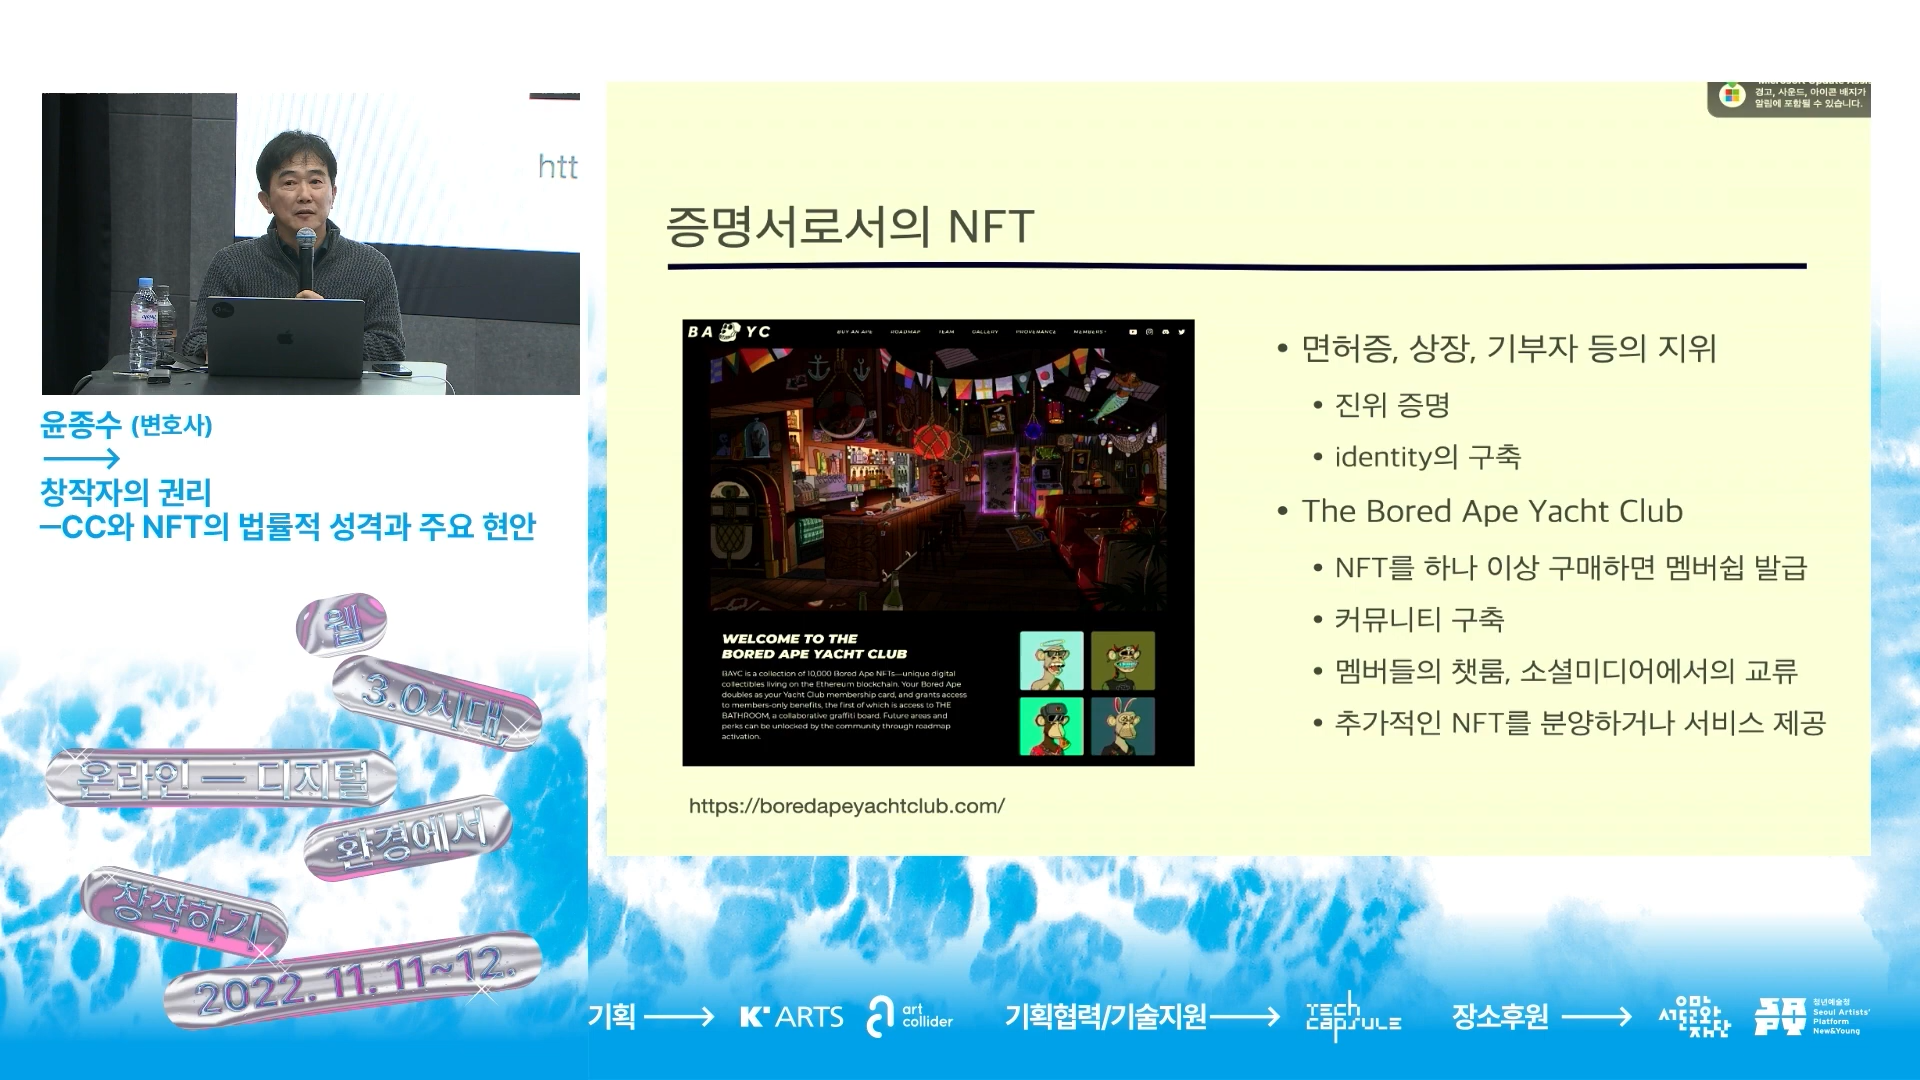 htt
윤종수 (변호사)
창작자의 권리
—CC와 NFT의 법률적 성격과 주요 현안
웹
3.0시대,
온라인 — 디지털
환경에서
창작하기
2022. 11. 11~12.
경고, 사운드, 아이콘 배지가
알림에 포함될 수 있습니다.
증명서로서의 NFT
BAYC
BUY AN APE ROADMAP TEAM GALLERY PROVENANCE MEMBERS
WELCOME TO THE
BORED APE YACHT CLUB
BAYC is a collection of 10,000 Bored Ape NFTs—unique digital
collectibles living on the Ethereum blockchain. Your Bored Ape
doubles as your Yacht Club membership card, and grants access
to members-only benefits, the first of which is access to THE
BATHROOM, a collaborative graffiti board. Future areas and
perks can be unlocked by the community through roadmap
activation.
https://boredapeyachtclub.com/
• 면허증, 상장, 기부자 등의 지위
• 진위 증명
• identity의 구축
• The Bored Ape Yacht Club
• NFT를 하나 이상 구매하면 멤버쉽 발급
• 커뮤니티 구축
• 멤버들의 챗룸, 소셜미디어에서의 교류
• 추가적인 NFT를 분양하거나 서비스 제공
기획
K'ARTS
art
collider
기획협력/기술지원
TECH
CAPSULE
장소후원
서울문화재단
SAPY
청년예술청
Seoul Artists'
Platform
New&Young